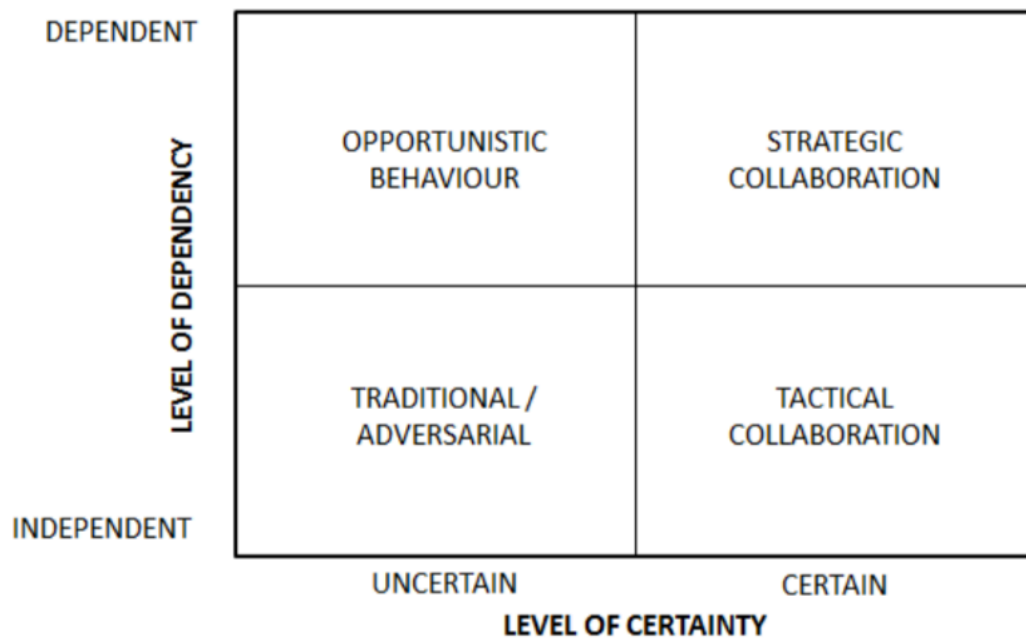 DEPENDENT
OPPORTUNISTIC
BEHAVIOUR
STRATEGIC
COLLABORATION
LEVEL OF DEPENDENCY
TRADITIONAL /
ADVERSARIAL
TACTICAL
COLLABORATION
INDEPENDENT
UNCERTAIN
CERTAIN
LEVEL OF CERTAINTY